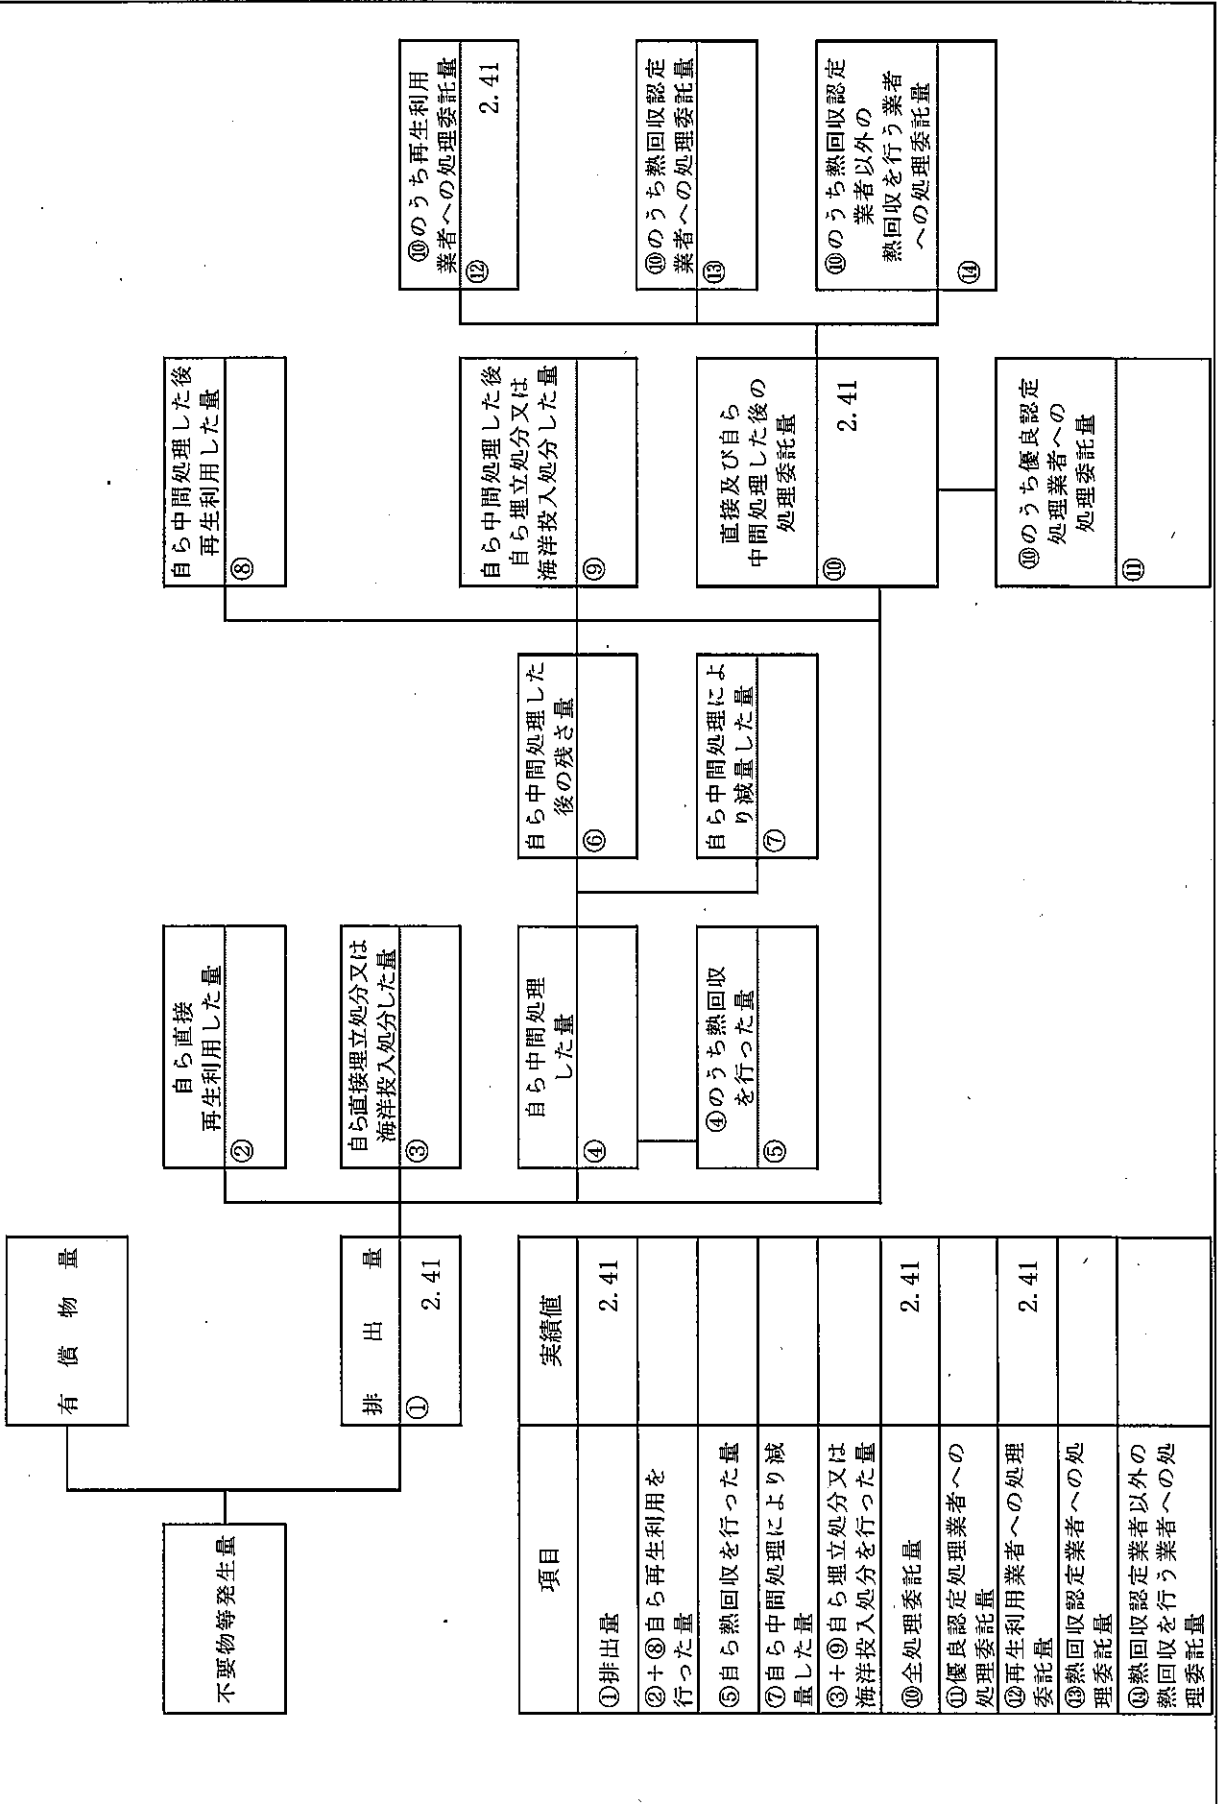 有償物量
不要物等発生量
排出量
① 2.41
自ら直接
再生利用した量
②
自ら直接埋立処分又は
海洋投入処分した量
③
自ら中間処理
した量
④
④のうち熱回収
を行った量
⑤
自ら中間処理した
後の残さ量
⑥
自ら中間処理によ
り減量した量
⑦
自ら中間処理した後
再生利用した量
⑧
自ら中間処理した後
自ら埋立処分又は
海洋投入処分した量
⑨
直接及び自ら
中間処理した後の
処理委託量
⑩ 2.41
⑩のうち優良認定
処理業者への
処理委託量
⑪
⑩のうち再生利用
業者への処理委託量
⑫ 2.41
⑩のうち熱回収認定
業者への処理委託量
⑬
⑩のうち熱回収認定
業者以外の
熱回収を行う業者
への処理委託量
⑭
項目 実績値
①排出量 2.41
②+⑧自ら再生利用を
行った量
⑤自ら熱回収を行った量
⑦自ら中間処理により減
量した量
③+⑨自ら埋立処分又は
海洋投入処分を行った量
⑩全処理委託量 2.41
⑪優良認定処理業者への
処理委託量
⑫再生利用業者への処理
委託量 2.41
⑬熱回収認定業者への処
理委託量
⑭熱回収認定業者以外の
熱回収を行う業者への処
理委託量